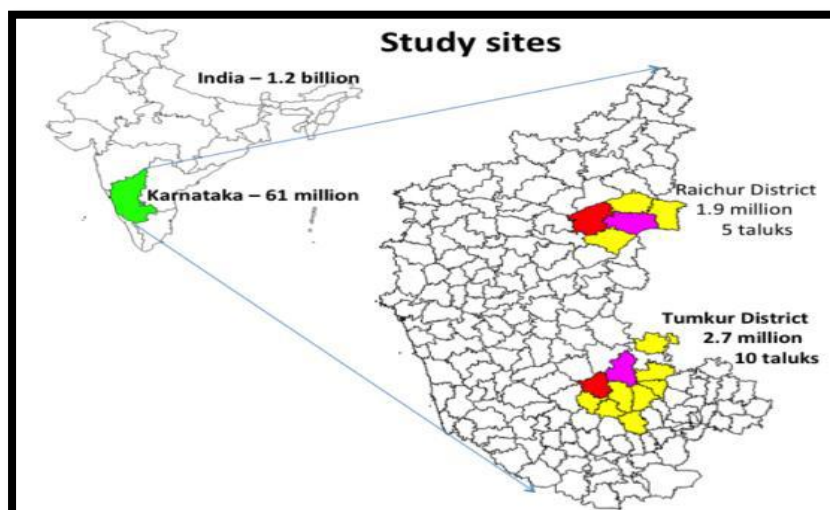 Study sites
India – 1.2 billion
Karnataka – 61 million
Raichur District
1.9 million
5 taluks
Tumkur District
2.7 million
10 taluks